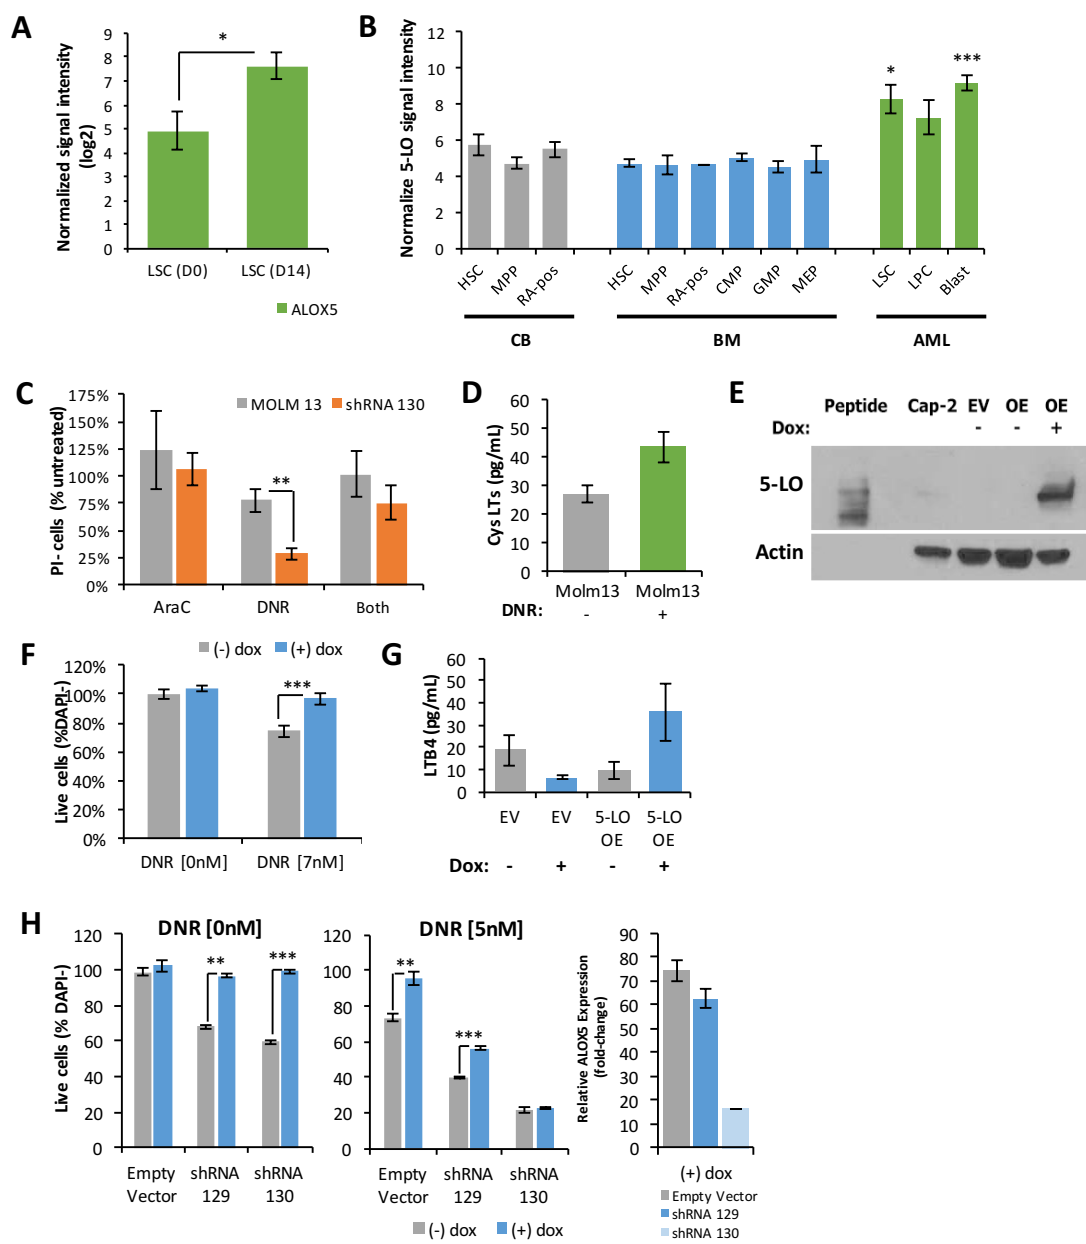 A
Normalized signal intensity
(log2)
9
8
7
6
5
4
3
2
1
0
*
LSC (D0)
LSC (D14)
ALOX5
B
Normalize 5-LO signal intensity
12
10
8
6
4
2
0
*
***
HSC
MPP
RA-pos
HSC
MPP
RA-pos
CMP
GMP
MEP
LSC
LPC
Blast
CB
BM
AML
C
PI- cells (% untreated)
175%
150%
125%
100%
75%
50%
25%
0%
MOLM 13
shRNA 130
**
AraC
DNR
Both
D
Cys LTs (pg/mL)
60
50
40
30
20
10
0
Molm13
Molm13
DNR:
-
+
E
Peptide
Cap-2
EV
OE
OE
Dox:
-
-
+
5-LO
Actin
F
(-) dox
(+) dox
Live cells (%DAPI-)
120%
100%
80%
60%
40%
20%
0%
***
DNR [0nM]
DNR [7nM]
G
LTB4 (pg/mL)
60
50
40
30
20
10
0
EV
EV
5-LO
OE
5-LO
OE
Dox:
-
+
-
+
H
DNR [0nM]
Live cells (% DAPI-)
120
100
80
60
40
20
0
**
***
Empty
Vector
shRNA
129
shRNA
130
DNR [5nM]
120
100
80
60
40
20
0
**
***
Empty
Vector
shRNA
129
shRNA
130
(-) dox
(+) dox
Relative ALOX5 Expression
(fold-change)
90
80
70
60
50
40
30
20
10
0
(+) dox
Empty Vector
shRNA 129
shRNA 130